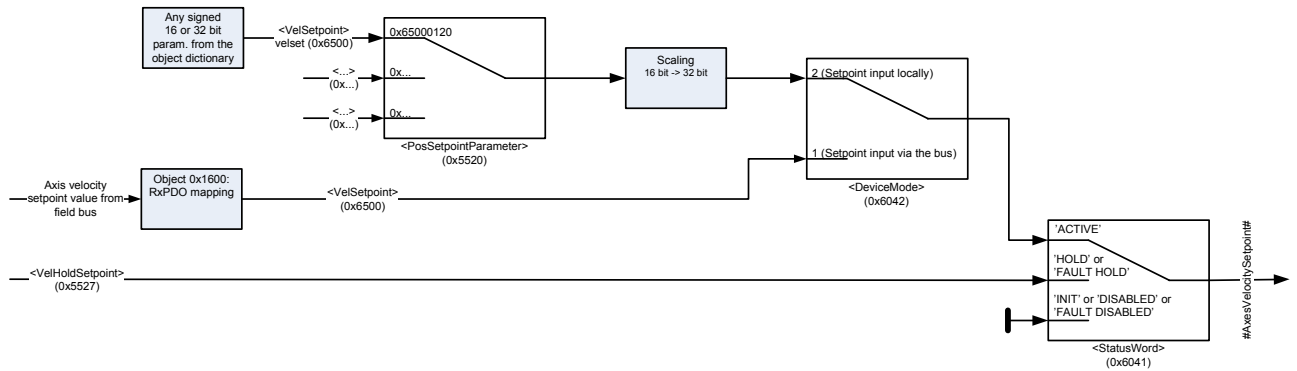 Any signed
16 or 32 bit
param. from the
object dictionary
<VelSetpoint>
velset (0x6500)
0x65000120
<...>
(0x...)
0x...
<...>
(0x...)
0x...
<PosSetpointParameter>
(0x5520)
Scaling
16 bit -> 32 bit
2 (Setpoint input locally)
1 (Setpoint input via the bus)
<DeviceMode>
(0x6042)
Axis velocity
setpoint value from
field bus
Object 0x1600:
RxPDO mapping
<VelSetpoint>
(0x6500)
<VelHoldSetpoint>
(0x5527)
'ACTIVE'
'HOLD' or
'FAULT HOLD'
'INIT' or 'DISABLED' or
'FAULT DISABLED'
<StatusWord>
(0x6041)
#AxesVelocitySetpoint#